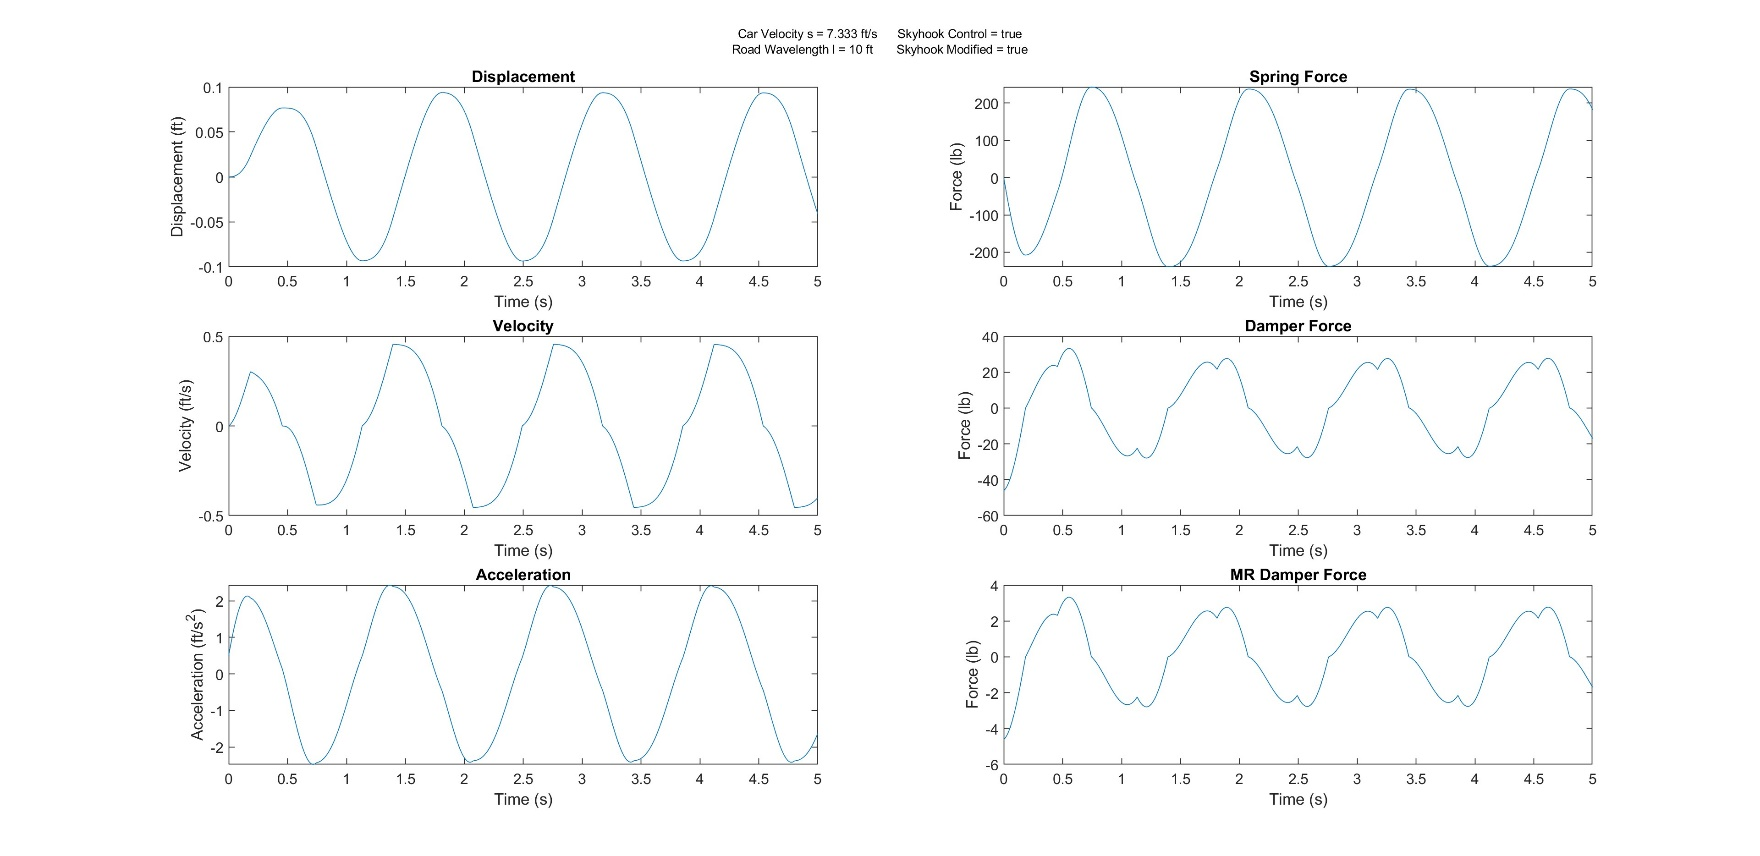 Car Velocity s = 7.333 ft/s Skyhook Control = true
Road Wavelength l = 10 ft Skyhook Modified = true
Displacement
0.1
0.05
0
-0.05
-0.1
Displacement (ft)
0 0.5 1 1.5 2 2.5 3 3.5 4 4.5 5
Time (s)
Spring Force
200
100
0
-100
-200
Force (lb)
0 0.5 1 1.5 2 2.5 3 3.5 4 4.5 5
Time (s)
Velocity
0.5
0
-0.5
Velocity (ft/s)
0 0.5 1 1.5 2 2.5 3 3.5 4 4.5 5
Time (s)
Damper Force
40
20
0
-20
-40
-60
Force (lb)
0 0.5 1 1.5 2 2.5 3 3.5 4 4.5 5
Time (s)
Acceleration
2
1
0
-1
-2
Acceleration (ft/s²)
0 0.5 1 1.5 2 2.5 3 3.5 4 4.5 5
Time (s)
MR Damper Force
4
2
0
-2
-4
-6
Force (lb)
0 0.5 1 1.5 2 2.5 3 3.5 4 4.5 5
Time (s)